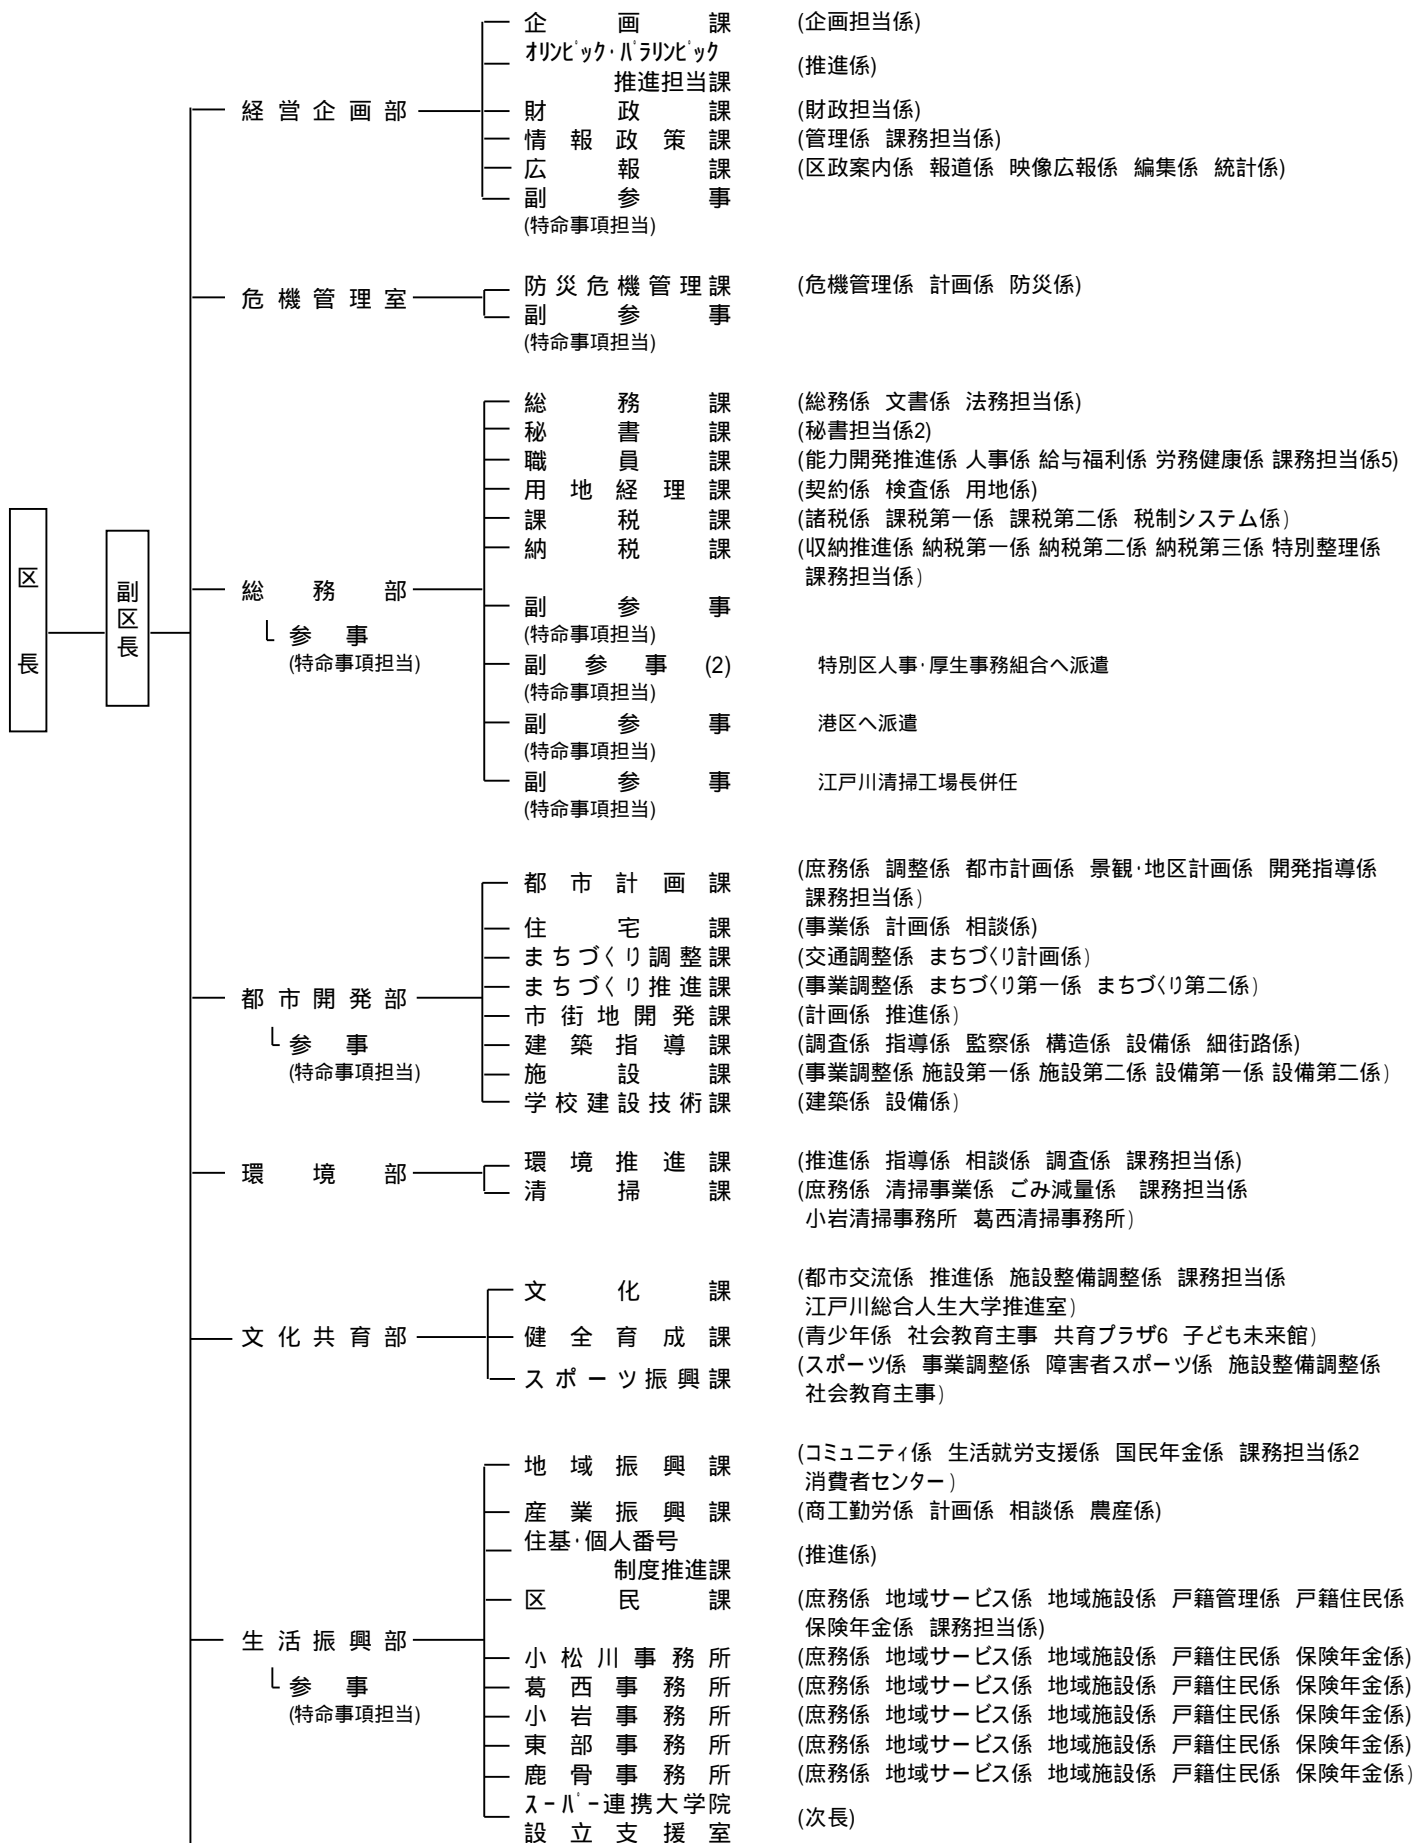 区長
副区長
経営企画部
企画課 (企画担当係)
オリンピック・パラリンピック
推進担当課 (推進係)
財政課 (財政担当係)
情報政策課 (管理係 課務担当係)
広報課 (区政案内係 報道係 映像広報係 編集係 統計係)
副参事
(特命事項担当)
危機管理室
防災危機管理課 (危機管理係 計画係 防災係)
副参事
(特命事項担当)
総務部
参事
(特命事項担当)
総務課 (総務係 文書係 法務担当係)
秘書課 (秘書担当係2)
職員課 (能力開発推進係 人事係 給与福利係 労務健康係 課務担当係5)
用地経理課 (契約係 検査係 用地係)
課税課 (諸税係 課税第一係 課税第二係 税制システム係)
納税課 (収納推進係 納税第一係 納税第二係 納税第三係 特別整理係
課務担当係)
副参事
(特命事項担当)
副参事(2) 特別区人事・厚生事務組合へ派遣
(特命事項担当)
副参事 港区へ派遣
(特命事項担当)
副参事 江戸川清掃工場長併任
(特命事項担当)
都市開発部
参事
(特命事項担当)
都市計画課 (庶務係 調整係 都市計画係 景観・地区計画係 開発指導係
課務担当係)
住宅課 (事業係 計画係 相談係)
まちづくり調整課 (交通調整係 まちづくり計画係)
まちづくり推進課 (事業調整係 まちづくり第一係 まちづくり第二係)
市街地開発課 (計画係 推進係)
建築指導課 (調査係 指導係 監察係 構造係 設備係 細街路係)
施設課 (事業調整係 施設第一係 施設第二係 設備第一係 設備第二係)
学校建設技術課 (建築係 設備係)
環境部
環境推進課 (推進係 指導係 相談係 調査係 課務担当係)
清掃課 (庶務係 清掃事業係 ごみ減量係 課務担当係
小岩清掃事務所 葛西清掃事務所)
文化共育部
文化課 (都市交流係 推進係 施設整備調整係 課務担当係
江戸川総合人生大学推進室)
健全育成課 (青少年係 社会教育主事 共育プラザ6 子ども未来館)
スポーツ振興課 (スポーツ係 事業調整係 障害者スポーツ係 施設整備調整係
社会教育主事)
生活振興部
参事
(特命事項担当)
地域振興課 (コミュニティ係 生活就労支援係 国民年金係 課務担当係2
消費者センター)
産業振興課 (商工勤労係 計画係 相談係 農産係)
住基・個人番号
制度推進課 (推進係)
区民課 (庶務係 地域サービス係 地域施設係 戸籍管理係 戸籍住民係
保険年金係 課務担当係)
小松川事務所 (庶務係 地域サービス係 地域施設係 戸籍住民係 保険年金係)
葛西事務所 (庶務係 地域サービス係 地域施設係 戸籍住民係 保険年金係)
小岩事務所 (庶務係 地域サービス係 地域施設係 戸籍住民係 保険年金係)
東部事務所 (庶務係 地域サービス係 地域施設係 戸籍住民係 保険年金係)
鹿骨事務所 (庶務係 地域サービス係 地域施設係 戸籍住民係 保険年金係)
スーパー連携大学院
設立支援室 (次長)